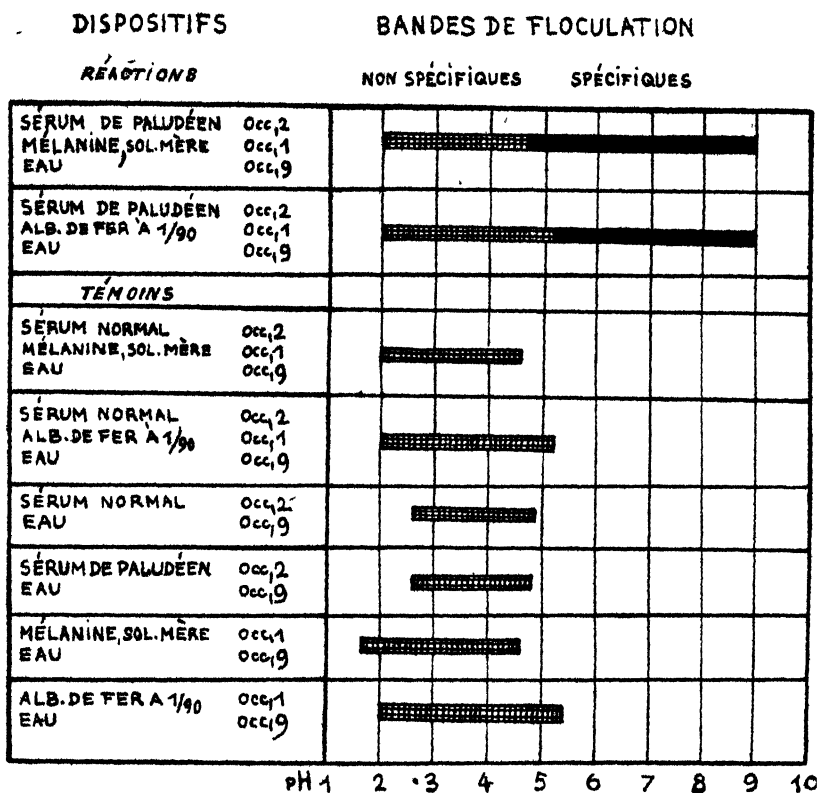 DISPOSITIFS BANDES DE FLOCULATION
RÉACTIONS NON SPÉCIFIQUES SPÉCIFIQUES
SÉRUM DE PALUDÉEN 0cc,2
MÉLANINE, SOL. MÈRE 0cc,1
EAU 0cc,9
SÉRUM DE PALUDÉEN 0cc,2
ALB. DE FER À 1/90 0cc,1
EAU 0cc,9
TÉMOINS
SÉRUM NORMAL 0cc,2
MÉLANINE, SOL. MÈRE 0cc,1
EAU 0cc,9
SÉRUM NORMAL 0cc,2
ALB. DE FER À 1/90 0cc,1
EAU 0cc,9
SÉRUM NORMAL 0cc,2
EAU 0cc,9
SÉRUM DE PALUDÉEN 0cc,2
EAU 0cc,9
MÉLANINE, SOL. MÈRE 0cc,1
EAU 0cc,9
ALB. DE FER A 1/90 0cc,1
EAU 0cc,9
pH 1 2 3 4 5 6 7 8 9 10